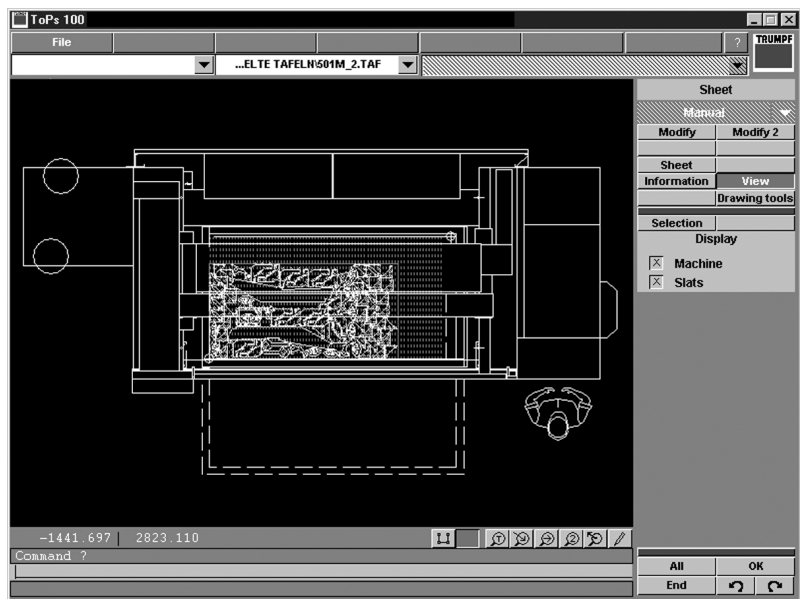 ToPs 100
File
?
TRUMPF
...ELTE TAFELN\501M_2.TAF
Sheet
Manual
Modify Modify 2
Sheet
Information View
Drawing tools
Selection
Display
X Machine
X Slats
-1441.697 | 2823.110
T 2
Command ?
All OK
End